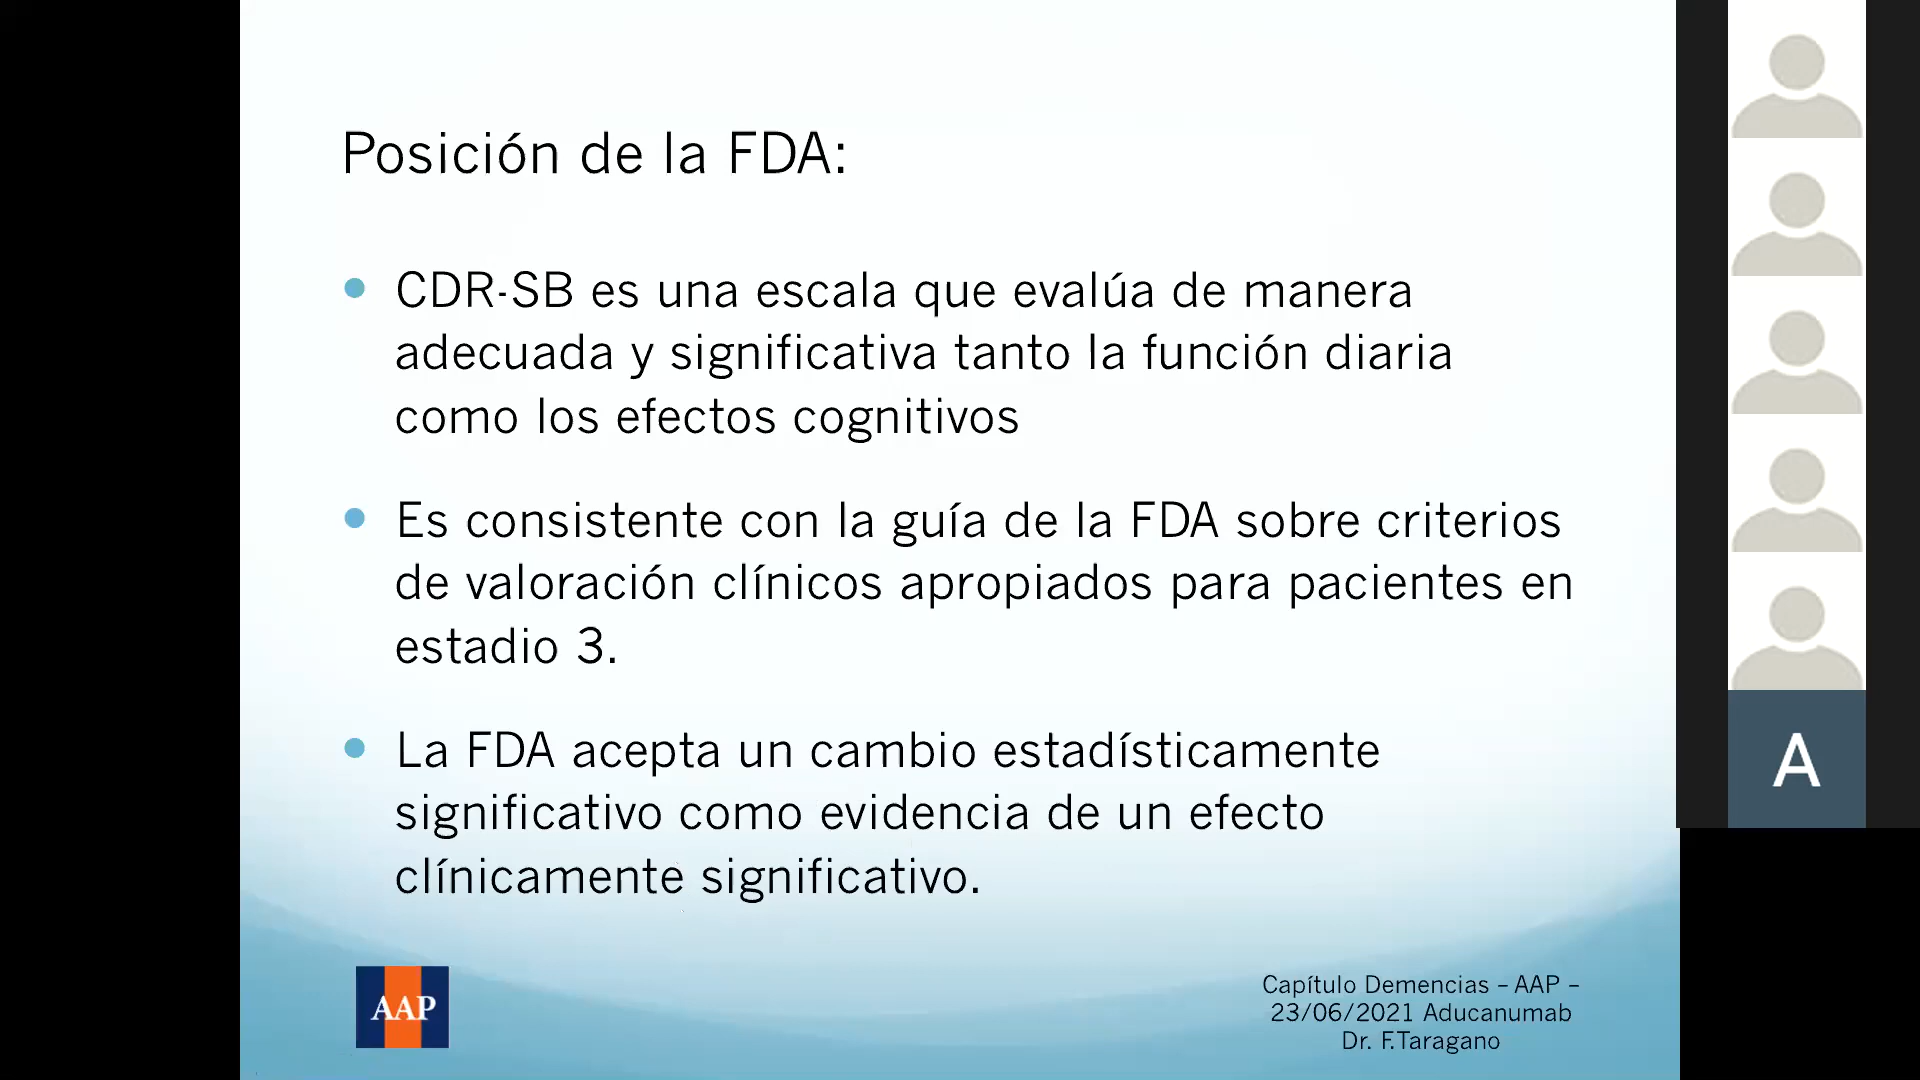 Posición de la FDA:
CDR-SB es una escala que evalúa de manera
adecuada y significativa tanto la función diaria
como los efectos cognitivos
Es consistente con la guía de la FDA sobre criterios
de valoración clínicos apropiados para pacientes en
estadio 3.
La FDA acepta un cambio estadísticamente
significativo como evidencia de un efecto
clínicamente significativo.
AAP
Capítulo Demencias – AAP –
23/06/2021 Aducanumab
Dr. F.Taragano
A